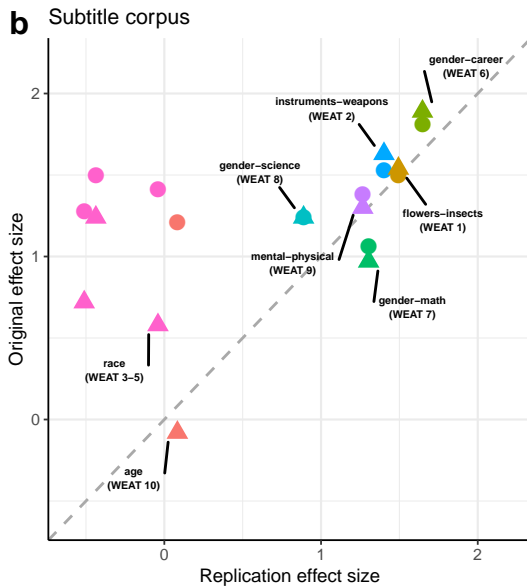 b
Subtitle corpus
gender−career
(WEAT 6)
instruments−weapons
(WEAT 2)
gender−science
(WEAT 8)
flowers−insects
(WEAT 1)
mental−physical
(WEAT 9)
gender−math
(WEAT 7)
race
(WEAT 3−5)
age
(WEAT 10)
Original effect size
2
1
0
0
1
2
Replication effect size